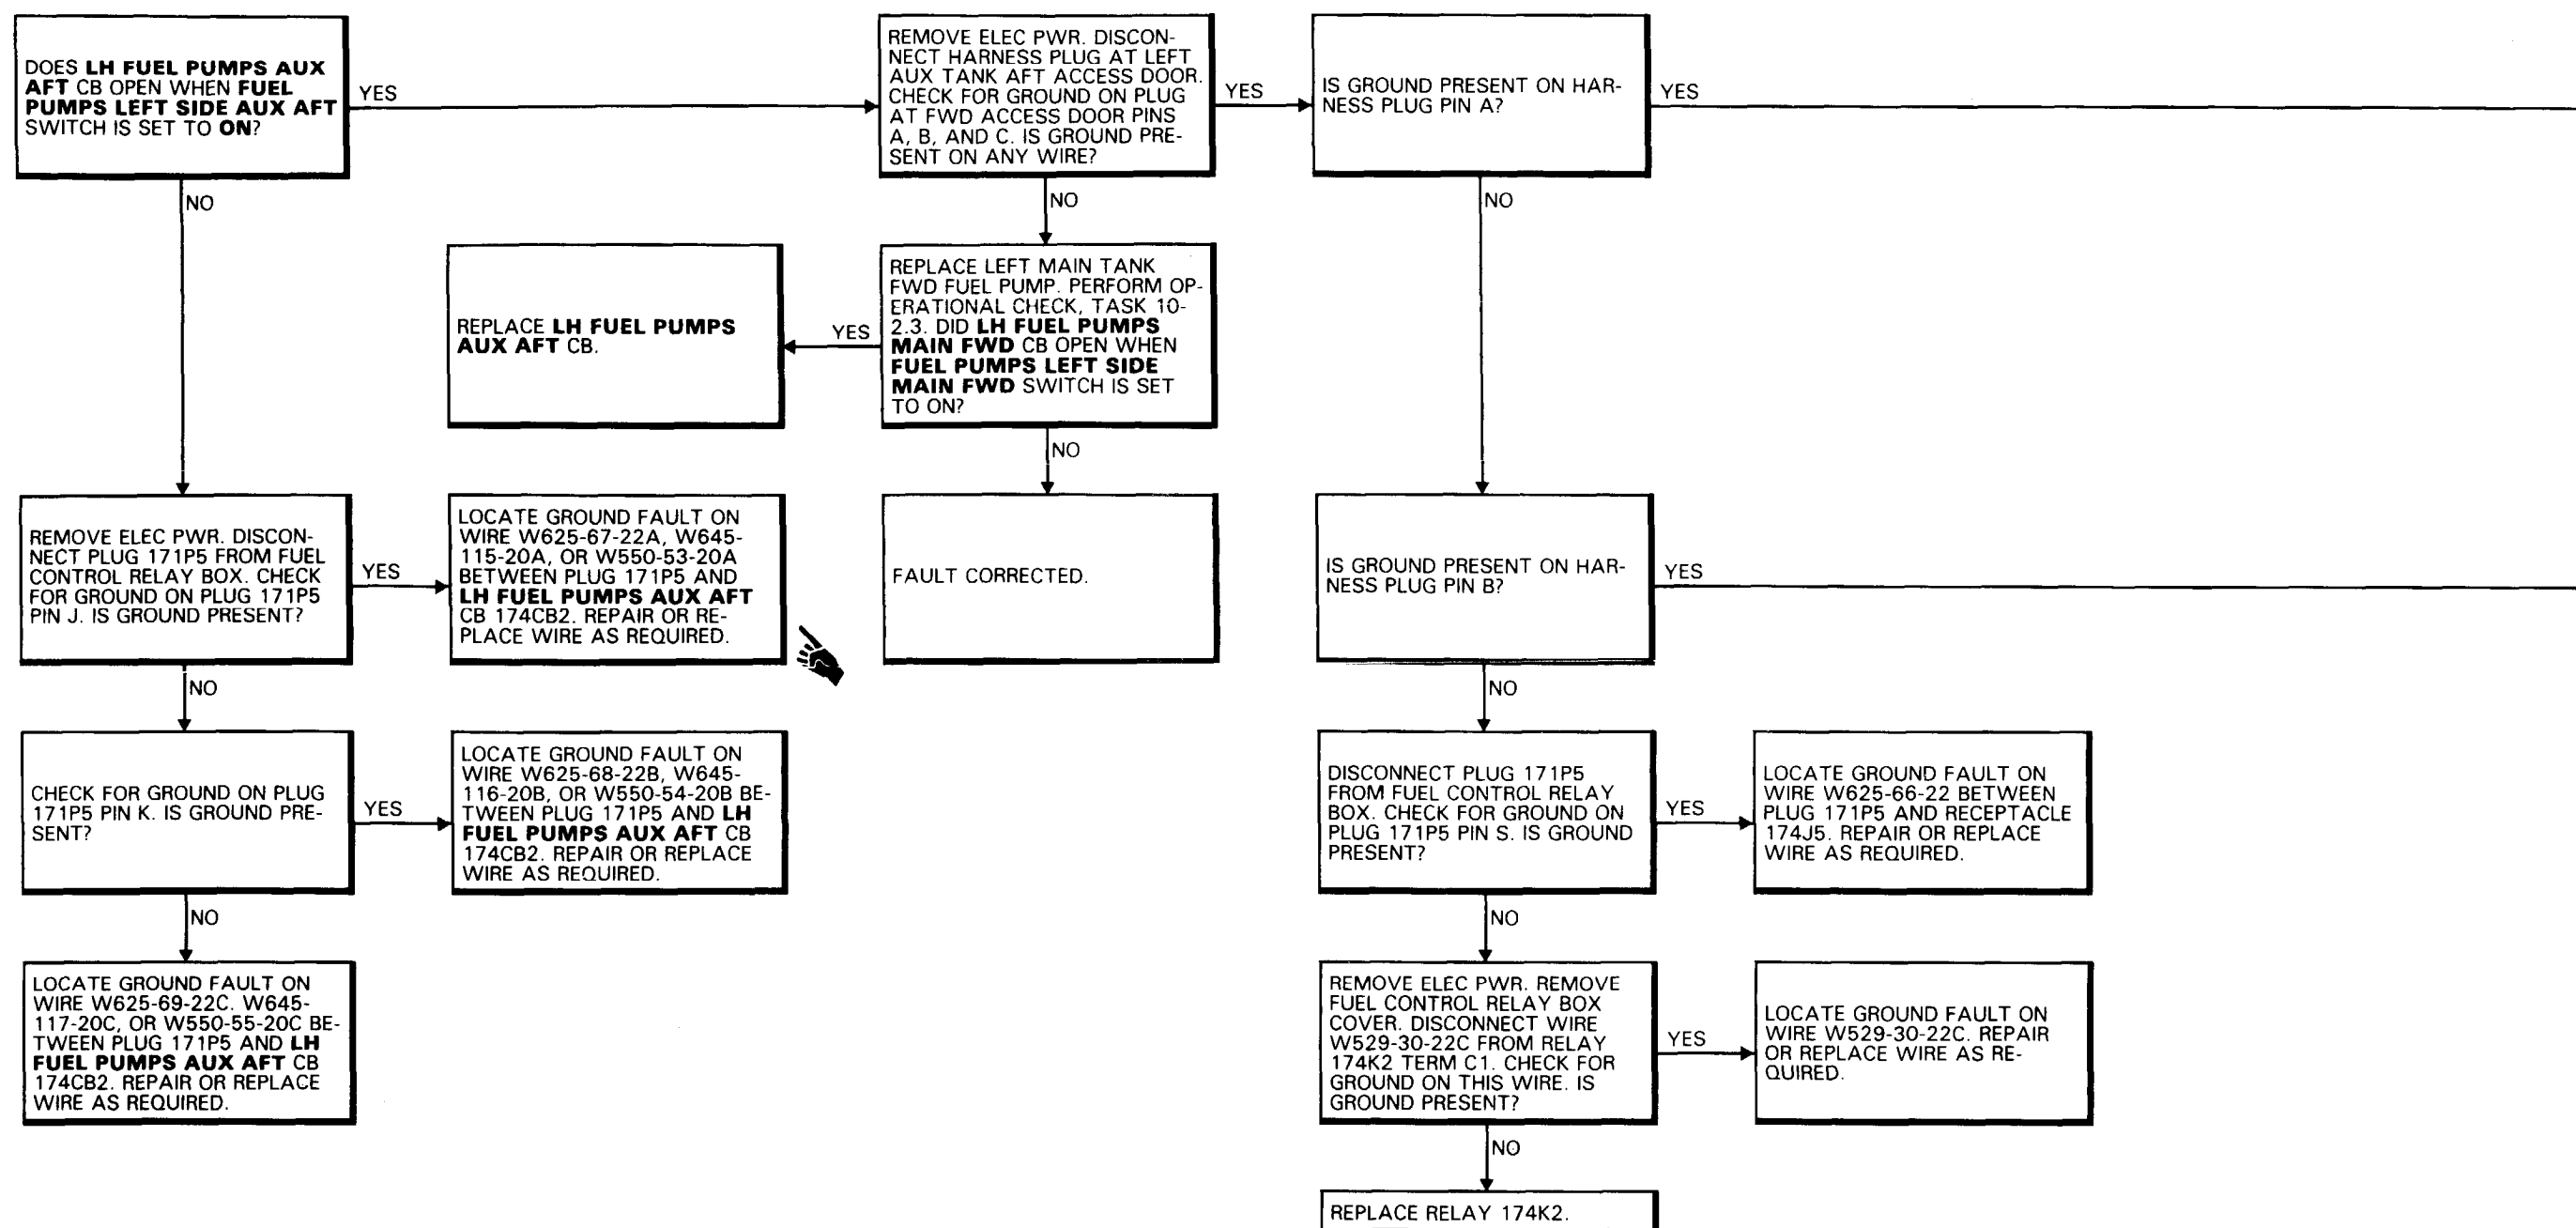 DOES LH FUEL PUMPS AUX
AFT CB OPEN WHEN FUEL
PUMPS LEFT SIDE AUX AFT
SWITCH IS SET TO ON?
YES
REMOVE ELEC PWR. DISCON-
NECT HARNESS PLUG AT LEFT
AUX TANK AFT ACCESS DOOR.
CHECK FOR GROUND ON PLUG
AT FWD ACCESS DOOR PINS
A, B, AND C. IS GROUND PRE-
SENT ON ANY WIRE?
YES
IS GROUND PRESENT ON HAR-
NESS PLUG PIN A?
YES
NO
NO
NO
REPLACE LH FUEL PUMPS
AUX AFT CB.
YES
REPLACE LEFT MAIN TANK
FWD FUEL PUMP. PERFORM OP-
ERATIONAL CHECK, TASK 10-
2.3. DID LH FUEL PUMPS
MAIN FWD CB OPEN WHEN
FUEL PUMPS LEFT SIDE
MAIN FWD SWITCH IS SET
TO ON?
NO
REMOVE ELEC PWR. DISCON-
NECT PLUG 171P5 FROM FUEL
CONTROL RELAY BOX. CHECK
FOR GROUND ON PLUG 171P5
PIN J. IS GROUND PRESENT?
YES
LOCATE GROUND FAULT ON
WIRE W625-67-22A, W645-
115-20A, OR W550-53-20A
BETWEEN PLUG 171P5 AND
LH FUEL PUMPS AUX AFT
CB 174CB2. REPAIR OR RE-
PLACE WIRE AS REQUIRED.
FAULT CORRECTED.
IS GROUND PRESENT ON HAR-
NESS PLUG PIN B?
YES
NO
NO
CHECK FOR GROUND ON PLUG
171P5 PIN K. IS GROUND PRE-
SENT?
YES
LOCATE GROUND FAULT ON
WIRE W625-68-22B, W645-
116-20B, OR W550-54-20B BE-
TWEEN PLUG 171P5 AND LH
FUEL PUMPS AUX AFT CB
174CB2. REPAIR OR REPLACE
WIRE AS REQUIRED.
DISCONNECT PLUG 171P5
FROM FUEL CONTROL RELAY
BOX. CHECK FOR GROUND ON
PLUG 171P5 PIN S. IS GROUND
PRESENT?
YES
LOCATE GROUND FAULT ON
WIRE W625-66-22 BETWEEN
PLUG 171P5 AND RECEPTACLE
174J5. REPAIR OR REPLACE
WIRE AS REQUIRED.
NO
NO
LOCATE GROUND FAULT ON
WIRE W625-69-22C. W645-
117-20C, OR W550-55-20C BE-
TWEEN PLUG 171P5 AND LH
FUEL PUMPS AUX AFT CB
174CB2. REPAIR OR REPLACE
WIRE AS REQUIRED.
REMOVE ELEC PWR. REMOVE
FUEL CONTROL RELAY BOX
COVER. DISCONNECT WIRE
W529-30-22C FROM RELAY
174K2 TERM C1. CHECK FOR
GROUND ON THIS WIRE. IS
GROUND PRESENT?
YES
LOCATE GROUND FAULT ON
WIRE W529-30-22C. REPAIR
OR REPLACE WIRE AS RE-
QUIRED.
NO
REPLACE RELAY 174K2.